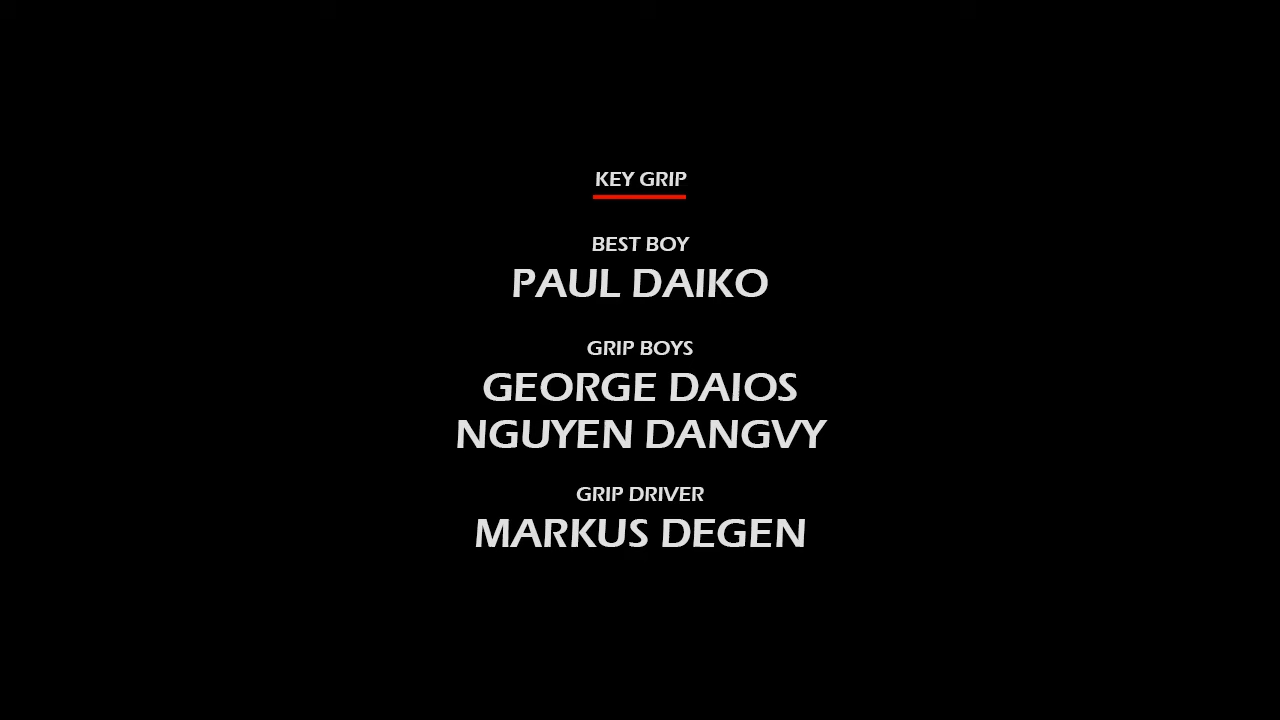 KEY GRIP
BEST BOY
PAUL DAIKO
GRIP BOYS
GEORGE DAIOS
NGUYEN DANGVY
GRIP DRIVER
MARKUS DEGEN